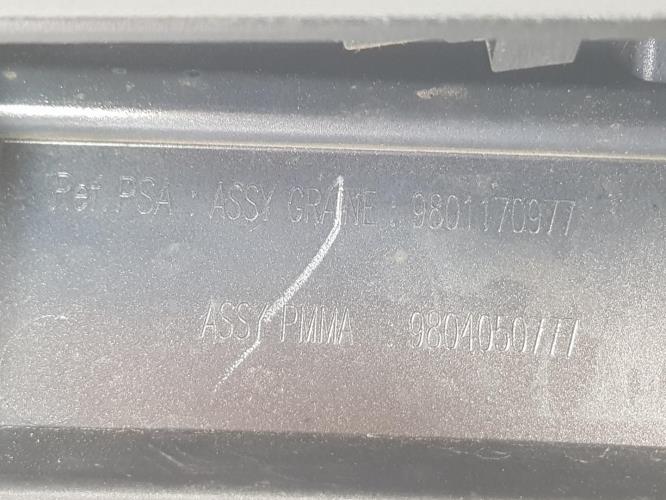 Ref. PSA : ASSY GRAINE : 9801170977
ASSY PMMA : 9804050777